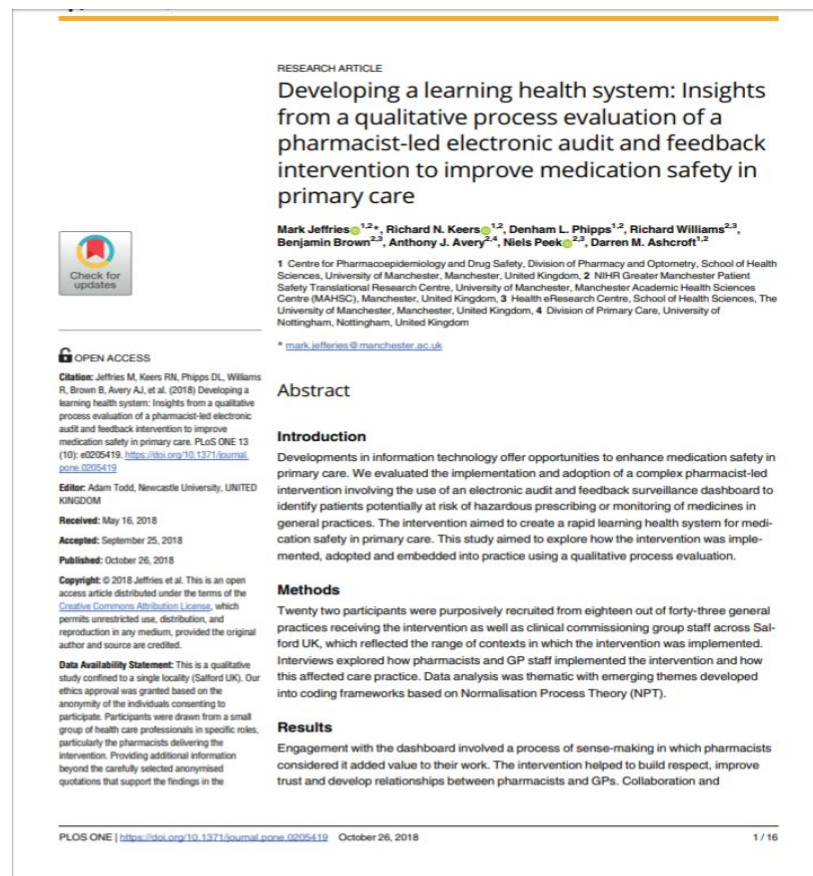 RESEARCH ARTICLE
Developing a learning health system: Insights
from a qualitative process evaluation of a
pharmacist-led electronic audit and feedback
intervention to improve medication safety in
primary care
Mark Jeffries1,2*, Richard N. Keers1,2, Denham L. Phipps1,2, Richard Williams2,3,
Benjamin Brown2,3, Anthony J. Avery2,4, Niels Peek2,3, Darren M. Ashcroft1,2
1 Centre for Pharmacoepidemiology and Drug Safety, Division of Pharmacy and Optometry, School of Health
Sciences, University of Manchester, Manchester, United Kingdom, 2 NIHR Greater Manchester Patient
Safety Translational Research Centre, University of Manchester, Manchester Academic Health Sciences
Centre (MAHSC), Manchester, United Kingdom, 3 Health eResearch Centre, School of Health Sciences, The
University of Manchester, Manchester, United Kingdom, 4 Division of Primary Care, University of
Nottingham, Nottingham, United Kingdom
* mark.jefferies@manchester.ac.uk
Check for
updates
OPEN ACCESS
Citation: Jeffries M, Keers RN, Phipps DL, Williams
R, Brown B, Avery AJ, et al. (2018) Developing a
learning health system: Insights from a qualitative
process evaluation of a pharmacist-led electronic
audit and feedback intervention to improve
medication safety in primary care. PLoS ONE 13
(10): e0205419. https://doi.org/10.1371/journal.
pone.0205419
Editor: Adam Todd, Newcastle University, UNITED
KINGDOM
Received: May 16, 2018
Accepted: September 25, 2018
Published: October 26, 2018
Copyright: © 2018 Jeffries et al. This is an open
access article distributed under the terms of the
Creative Commons Attribution License, which
permits unrestricted use, distribution, and
reproduction in any medium, provided the original
author and source are credited.
Data Availability Statement: This is a qualitative
study confined to a single locality (Salford UK). Our
ethics approval was granted based on the
anonymity of the individuals consenting to
participate. Participants were drawn from a small
group of health care professionals in specific roles,
particularly the pharmacists delivering the
intervention. Providing additional information
beyond the carefully selected anonymised
quotations that support the findings in the
Abstract
Introduction
Developments in information technology offer opportunities to enhance medication safety in
primary care. We evaluated the implementation and adoption of a complex pharmacist-led
intervention involving the use of an electronic audit and feedback surveillance dashboard to
identify patients potentially at risk of hazardous prescribing or monitoring of medicines in
general practices. The intervention aimed to create a rapid learning health system for medi-
cation safety in primary care. This study aimed to explore how the intervention was imple-
mented, adopted and embedded into practice using a qualitative process evaluation.
Methods
Twenty two participants were purposively recruited from eighteen out of forty-three general
practices receiving the intervention as well as clinical commissioning group staff across Sal-
ford UK, which reflected the range of contexts in which the intervention was implemented.
Interviews explored how pharmacists and GP staff implemented the intervention and how
this affected care practice. Data analysis was thematic with emerging themes developed
into coding frameworks based on Normalisation Process Theory (NPT).
Results
Engagement with the dashboard involved a process of sense-making in which pharmacists
considered it added value to their work. The intervention helped to build respect, improve
trust and develop relationships between pharmacists and GPs. Collaboration and
PLOS ONE | https://doi.org/10.1371/journal.pone.0205419 October 26, 2018 1 / 16